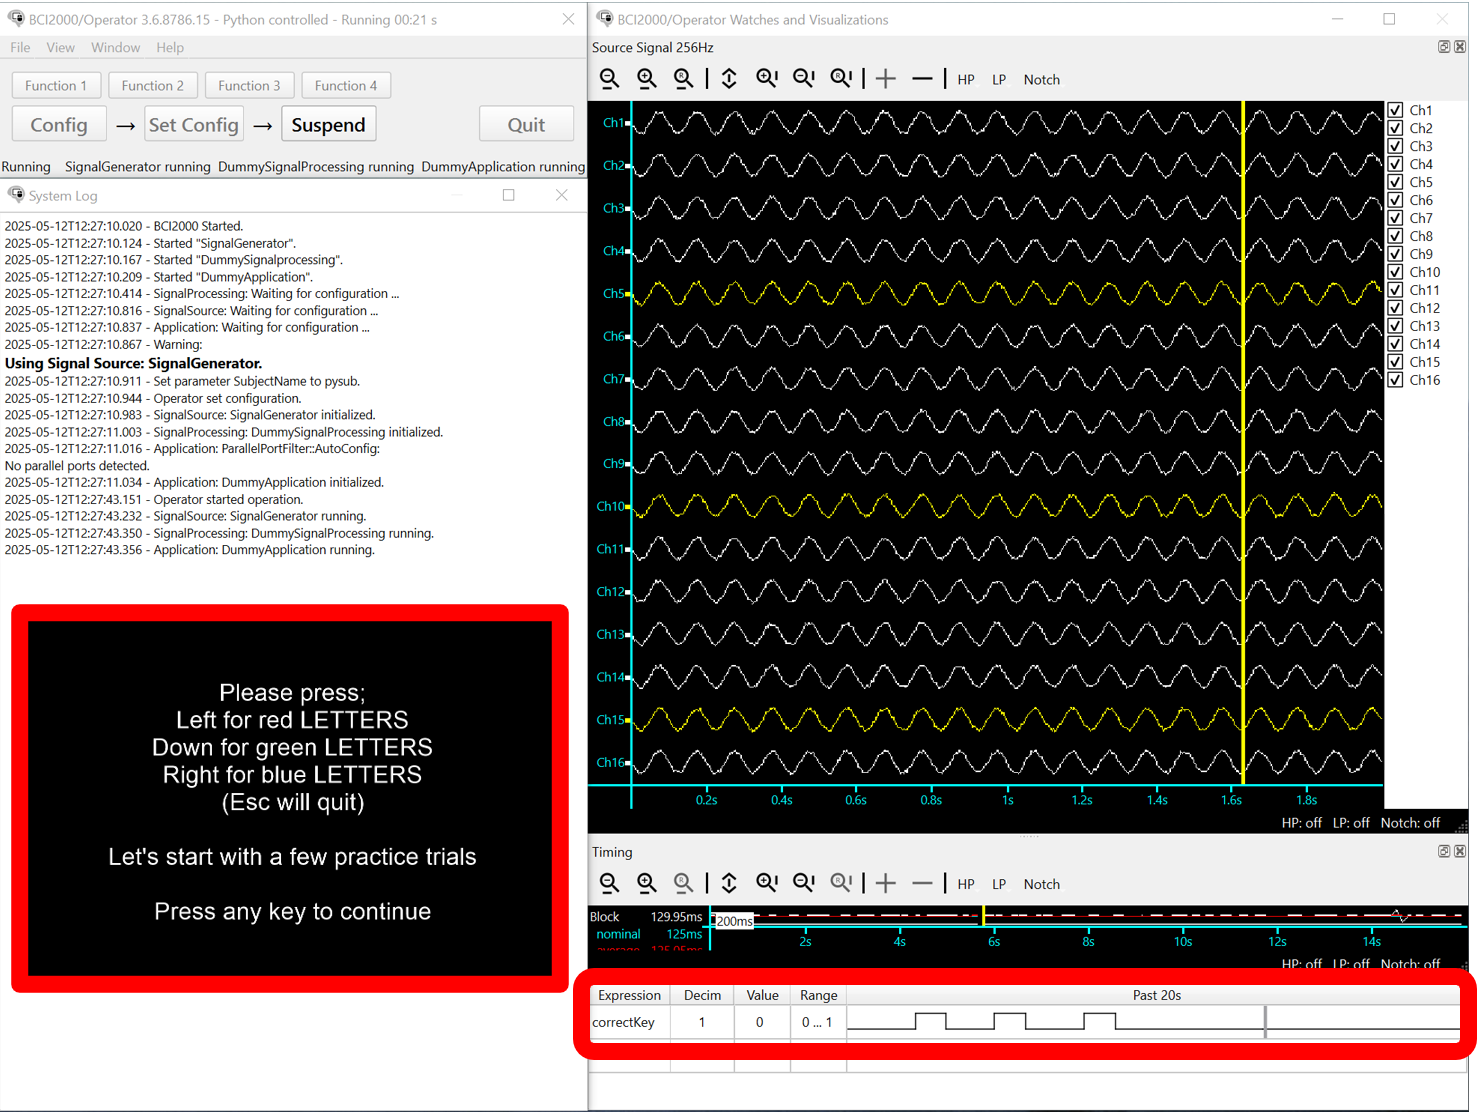 BCI2000/Operator 3.6.8786.15 - Python controlled - Running 00:21 s
File View Window Help
Function 1 Function 2 Function 3 Function 4
Config → Set Config → Suspend Quit
Running SignalGenerator running DummySignalProcessing running DummyApplication running
System Log
2025-05-12T12:27:10.020 - BCI2000 Started.
2025-05-12T12:27:10.124 - Started "SignalGenerator".
2025-05-12T12:27:10.167 - Started "DummySignalprocessing".
2025-05-12T12:27:10.209 - Started "DummyApplication".
2025-05-12T12:27:10.414 - SignalProcessing: Waiting for configuration ...
2025-05-12T12:27:10.816 - SignalSource: Waiting for configuration ...
2025-05-12T12:27:10.837 - Application: Waiting for configuration ...
2025-05-12T12:27:10.867 - Warning:
Using Signal Source: SignalGenerator.
2025-05-12T12:27:10.911 - Set parameter SubjectName to pysub.
2025-05-12T12:27:10.944 - Operator set configuration.
2025-05-12T12:27:10.983 - SignalSource: SignalGenerator initialized.
2025-05-12T12:27:11.003 - SignalProcessing: DummySignalProcessing initialized.
2025-05-12T12:27:11.016 - Application: ParallelPortFilter::AutoConfig:
No parallel ports detected.
2025-05-12T12:27:11.034 - Application: DummyApplication initialized.
2025-05-12T12:27:43.151 - Operator started operation.
2025-05-12T12:27:43.232 - SignalSource: SignalGenerator running.
2025-05-12T12:27:43.350 - SignalProcessing: DummySignalProcessing running.
2025-05-12T12:27:43.356 - Application: DummyApplication running.
Please press;
Left for red LETTERS
Down for green LETTERS
Right for blue LETTERS
(Esc will quit)
Let's start with a few practice trials
Press any key to continue
BCI2000/Operator Watches and Visualizations
Source Signal 256Hz
HP LP Notch
Ch1
Ch2
Ch3
Ch4
Ch5
Ch6
Ch7
Ch8
Ch9
Ch10
Ch11
Ch12
Ch13
Ch14
Ch15
Ch16
0.2s 0.4s 0.6s 0.8s 1s 1.2s 1.4s 1.6s 1.8s
HP: off LP: off Notch: off
Ch1
Ch2
Ch3
Ch4
Ch5
Ch6
Ch7
Ch8
Ch9
Ch10
Ch11
Ch12
Ch13
Ch14
Ch15
Ch16
Timing
HP LP Notch
Block 129.95ms 200ms
nominal 125ms
2s 4s 6s 8s 10s 12s 14s
HP: off LP: off Notch: off
Expression Decim Value Range Past 20s
correctKey 1 0 0 ... 1